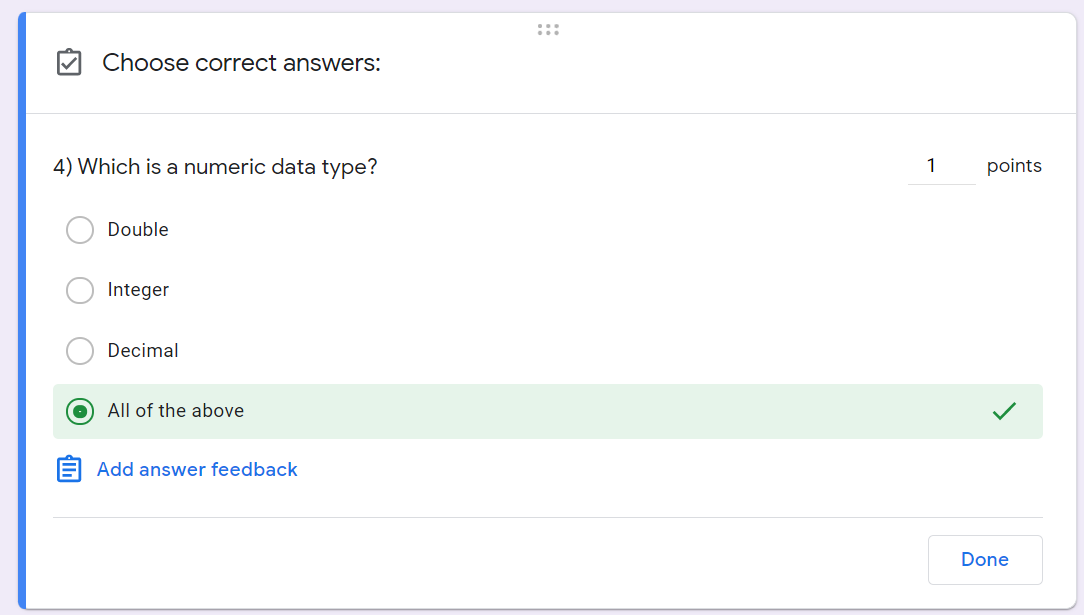 Choose correct answers:
4) Which is a numeric data type?
1 points
Double
Integer
Decimal
All of the above
Add answer feedback
Done